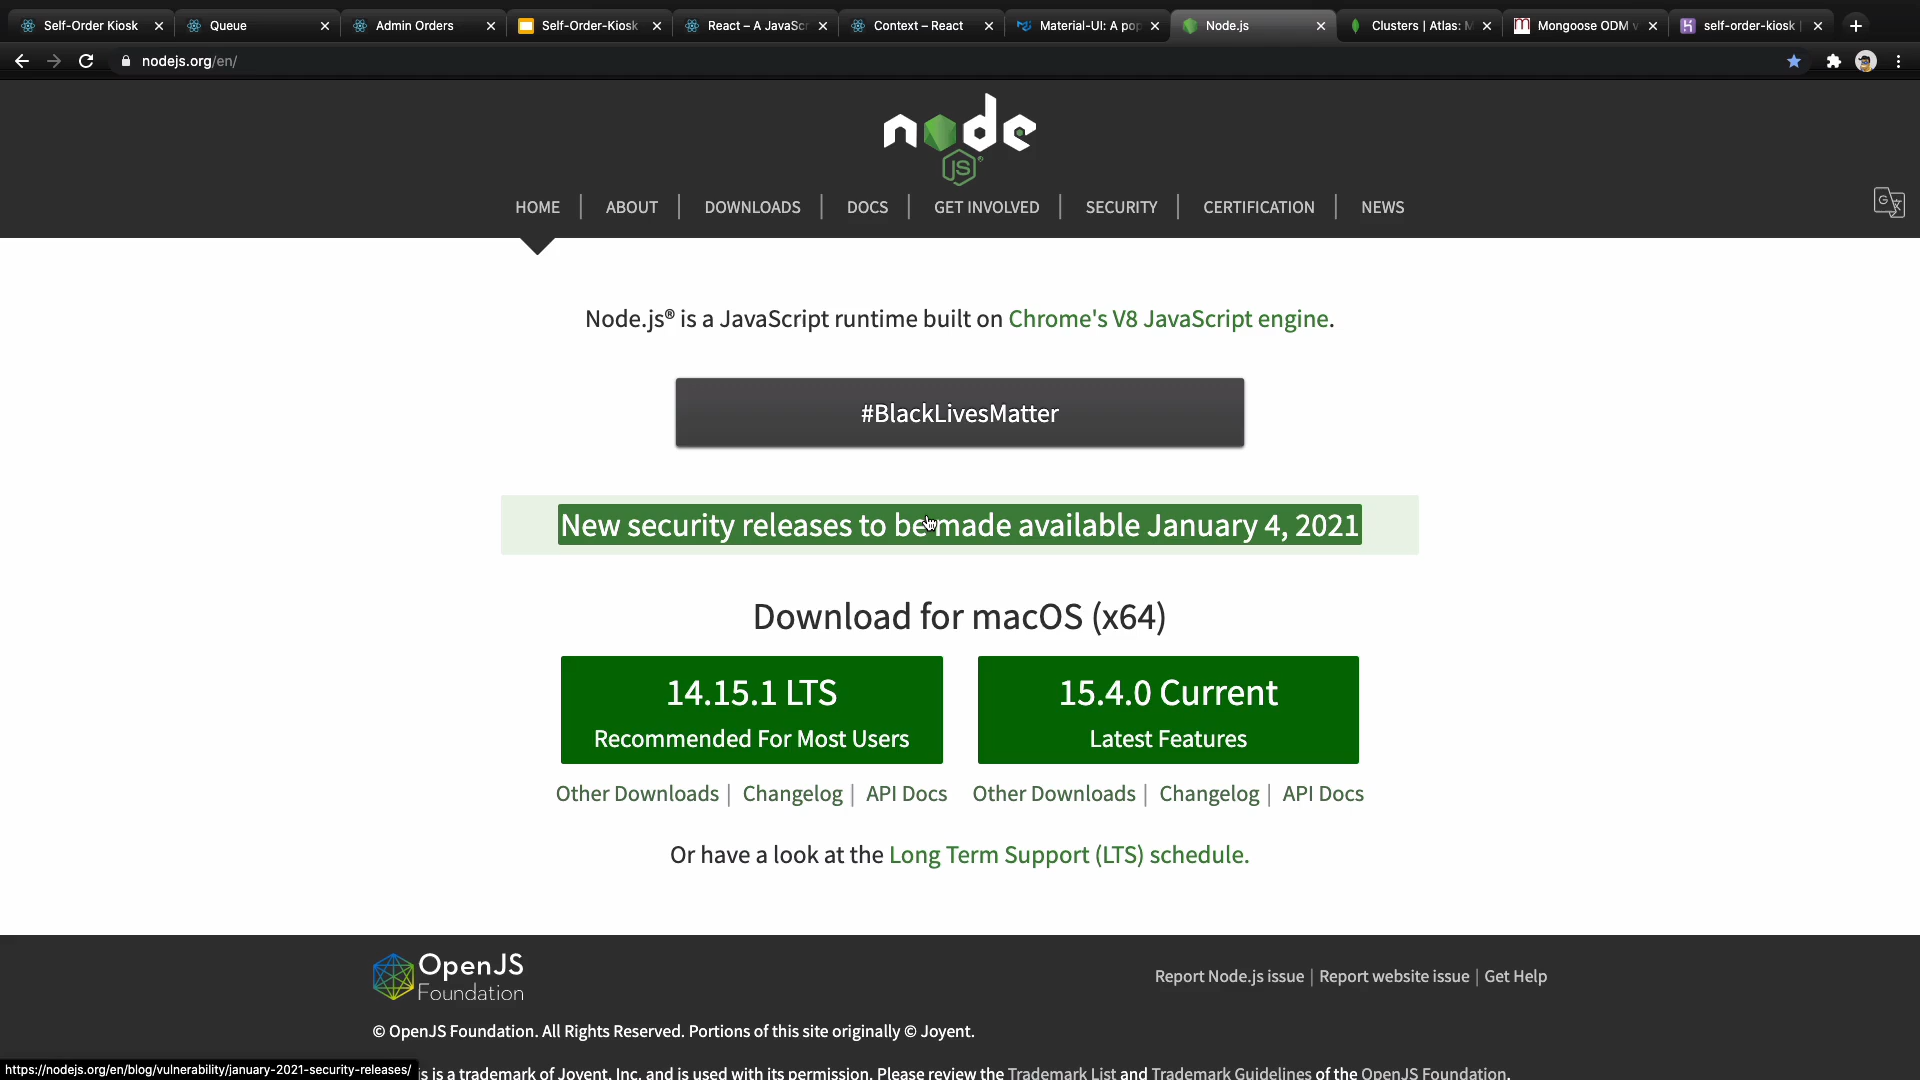 Self-Order Kiosk
Queue
Admin Orders
Self-Order-Kiosk
React – A JavaScr
Context – React
Material-UI: A pop
Node.js
Clusters | Atlas: M
Mongoose ODM v
self-order-kiosk |
nodejs.org/en/
node
JS
HOME | ABOUT | DOWNLOADS | DOCS | GET INVOLVED | SECURITY | CERTIFICATION | NEWS
Node.js® is a JavaScript runtime built on Chrome's V8 JavaScript engine.
#BlackLivesMatter
New security releases to be made available January 4, 2021
Download for macOS (x64)
14.15.1 LTS
Recommended For Most Users
15.4.0 Current
Latest Features
Other Downloads | Changelog | API Docs
Other Downloads | Changelog | API Docs
Or have a look at the Long Term Support (LTS) schedule.
OpenJS
Foundation
Report Node.js issue | Report website issue | Get Help
© OpenJS Foundation. All Rights Reserved. Portions of this site originally © Joyent.
https://nodejs.org/en/blog/vulnerability/january-2021-security-releases/
is a trademark of Joyent, Inc. and is used with its permission. Please review the Trademark List and Trademark Guidelines of the OpenJS Foundation.